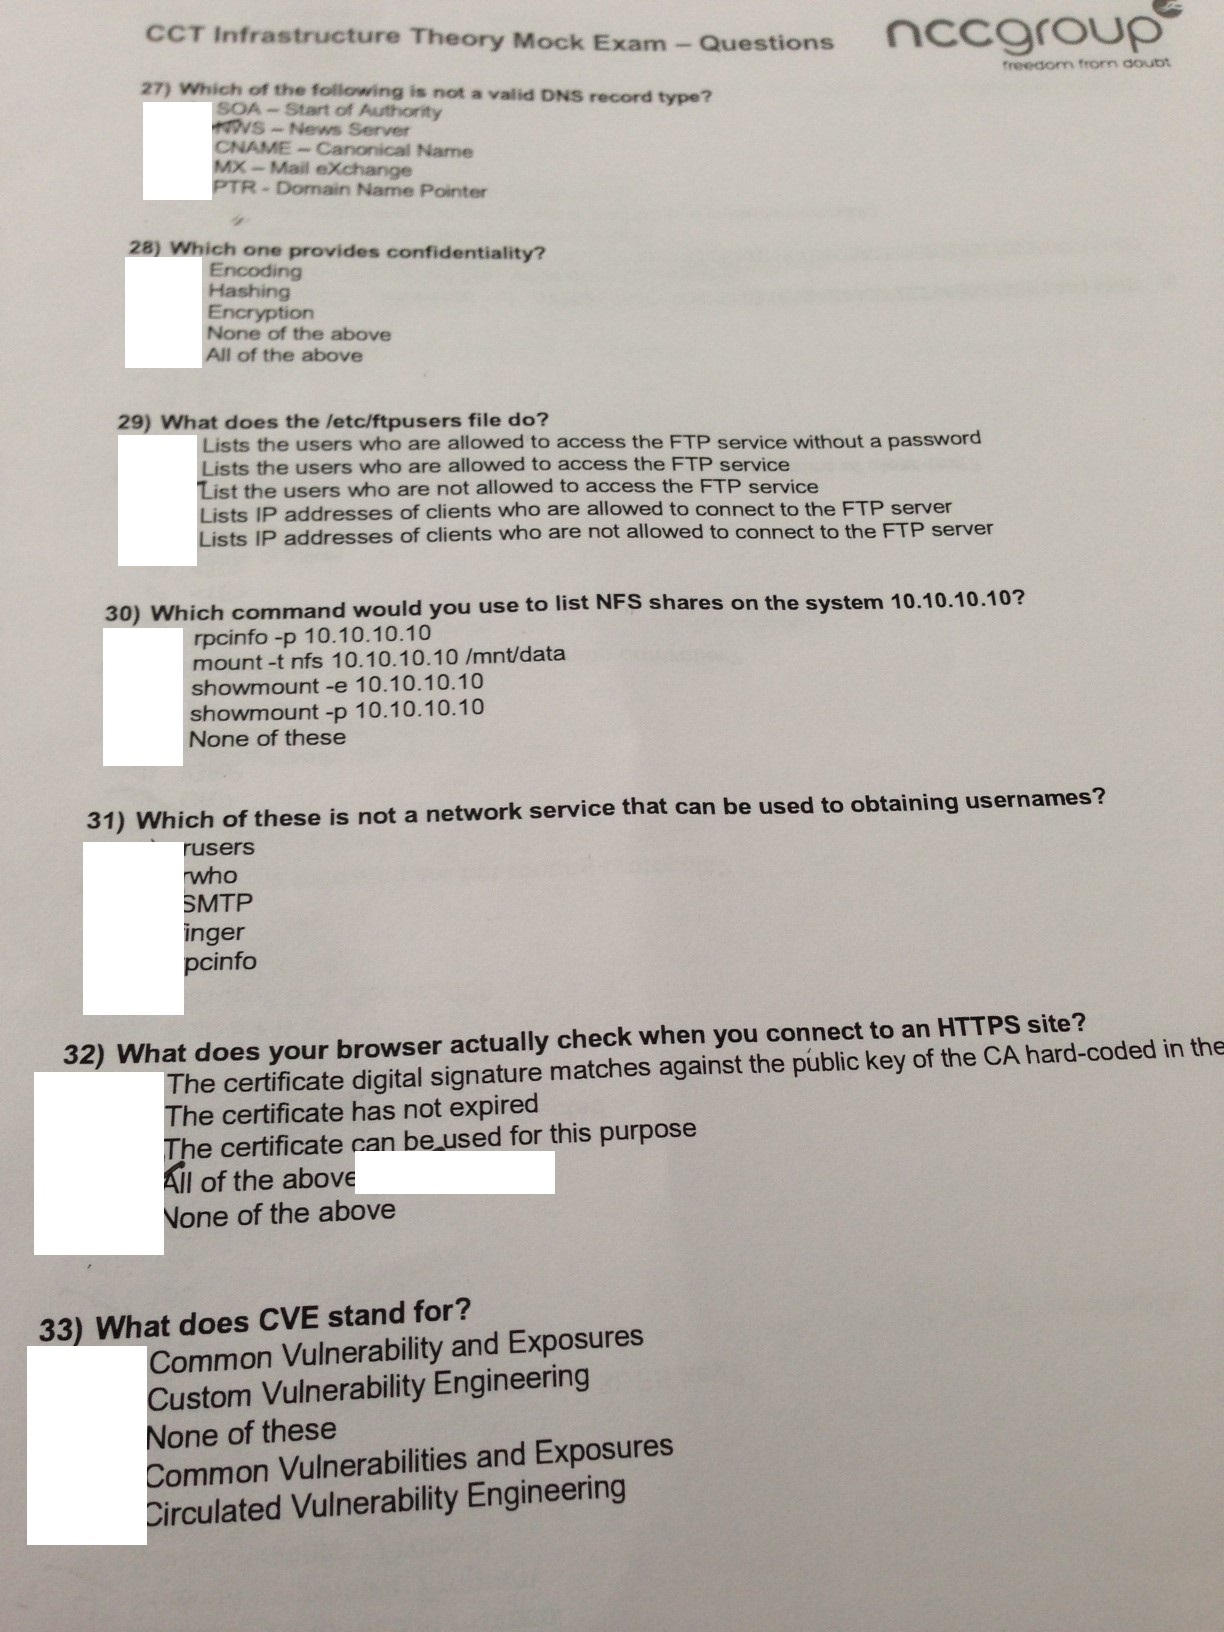 CCT Infrastructure Theory Mock Exam – Questions
nccgroup
freedom from doubt
27) Which of the following is not a valid DNS record type?
SOA – Start of Authority
NWS – News Server
CNAME – Canonical Name
MX – Mail eXchange
PTR - Domain Name Pointer
28) Which one provides confidentiality?
Encoding
Hashing
Encryption
None of the above
All of the above
29) What does the /etc/ftpusers file do?
Lists the users who are allowed to access the FTP service without a password
Lists the users who are allowed to access the FTP service
List the users who are not allowed to access the FTP service
Lists IP addresses of clients who are allowed to connect to the FTP server
Lists IP addresses of clients who are not allowed to connect to the FTP server
30) Which command would you use to list NFS shares on the system 10.10.10.10?
rpcinfo -p 10.10.10.10
mount -t nfs 10.10.10.10 /mnt/data
showmount -e 10.10.10.10
showmount -p 10.10.10.10
None of these
31) Which of these is not a network service that can be used to obtaining usernames?
rusers
rwho
SMTP
inger
pcinfo
32) What does your browser actually check when you connect to an HTTPS site?
The certificate digital signature matches against the public key of the CA hard-coded in the
The certificate has not expired
The certificate can be used for this purpose
All of the above
None of the above
33) What does CVE stand for?
Common Vulnerability and Exposures
Custom Vulnerability Engineering
None of these
Common Vulnerabilities and Exposures
Circulated Vulnerability Engineering